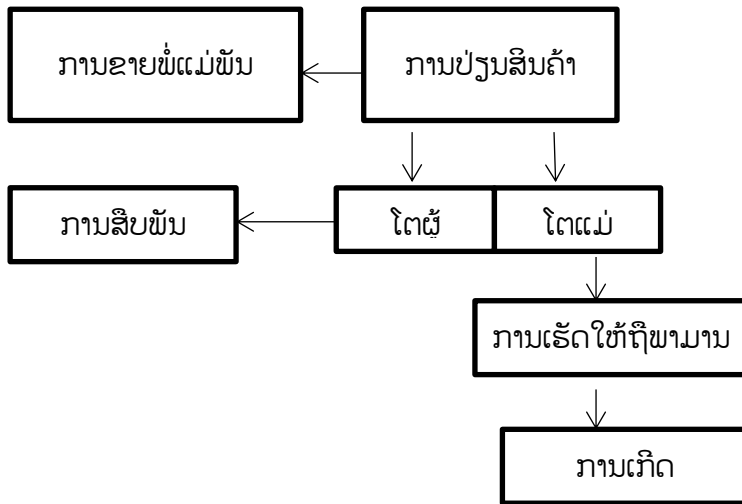 ການຂາຍພໍ່ແມ່ພັນ
ການປ່ຽນສິນຄ້າ
ການສືບພັນ
ໂຕຜູ້
ໂຕແມ່
ການເຮັດໃຫ້ຖືພາມານ
ການເກີດ